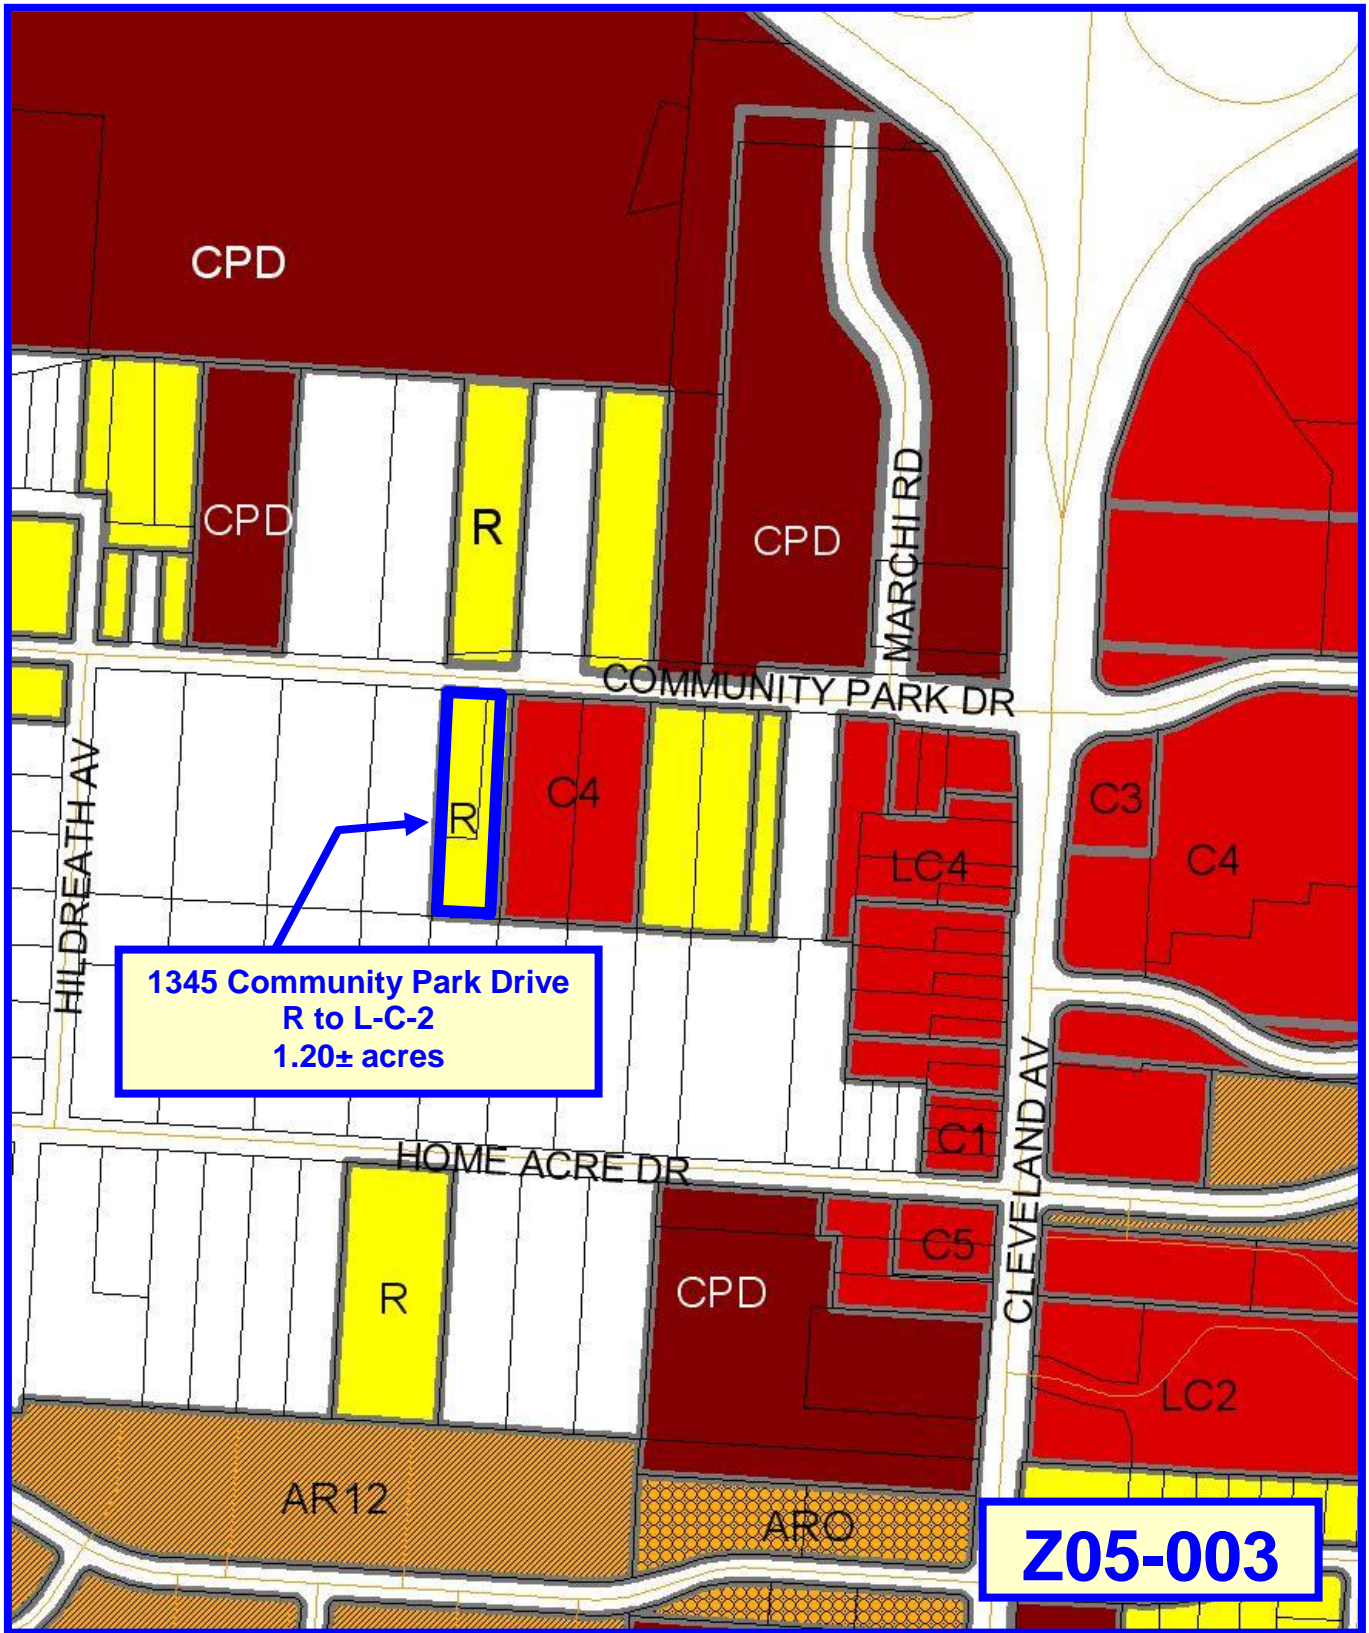 CPD
CPD
R
CPD
MARCHI RD
COMMUNITY PARK DR
HILDREATH AV
R
C4
LC4
C3
C4
1345 Community Park Drive
R to L-C-2
1.20± acres
CLEVELAND AV
C1
HOME ACRE DR
R
CPD
C5
LC2
AR12
ARO
Z05-003